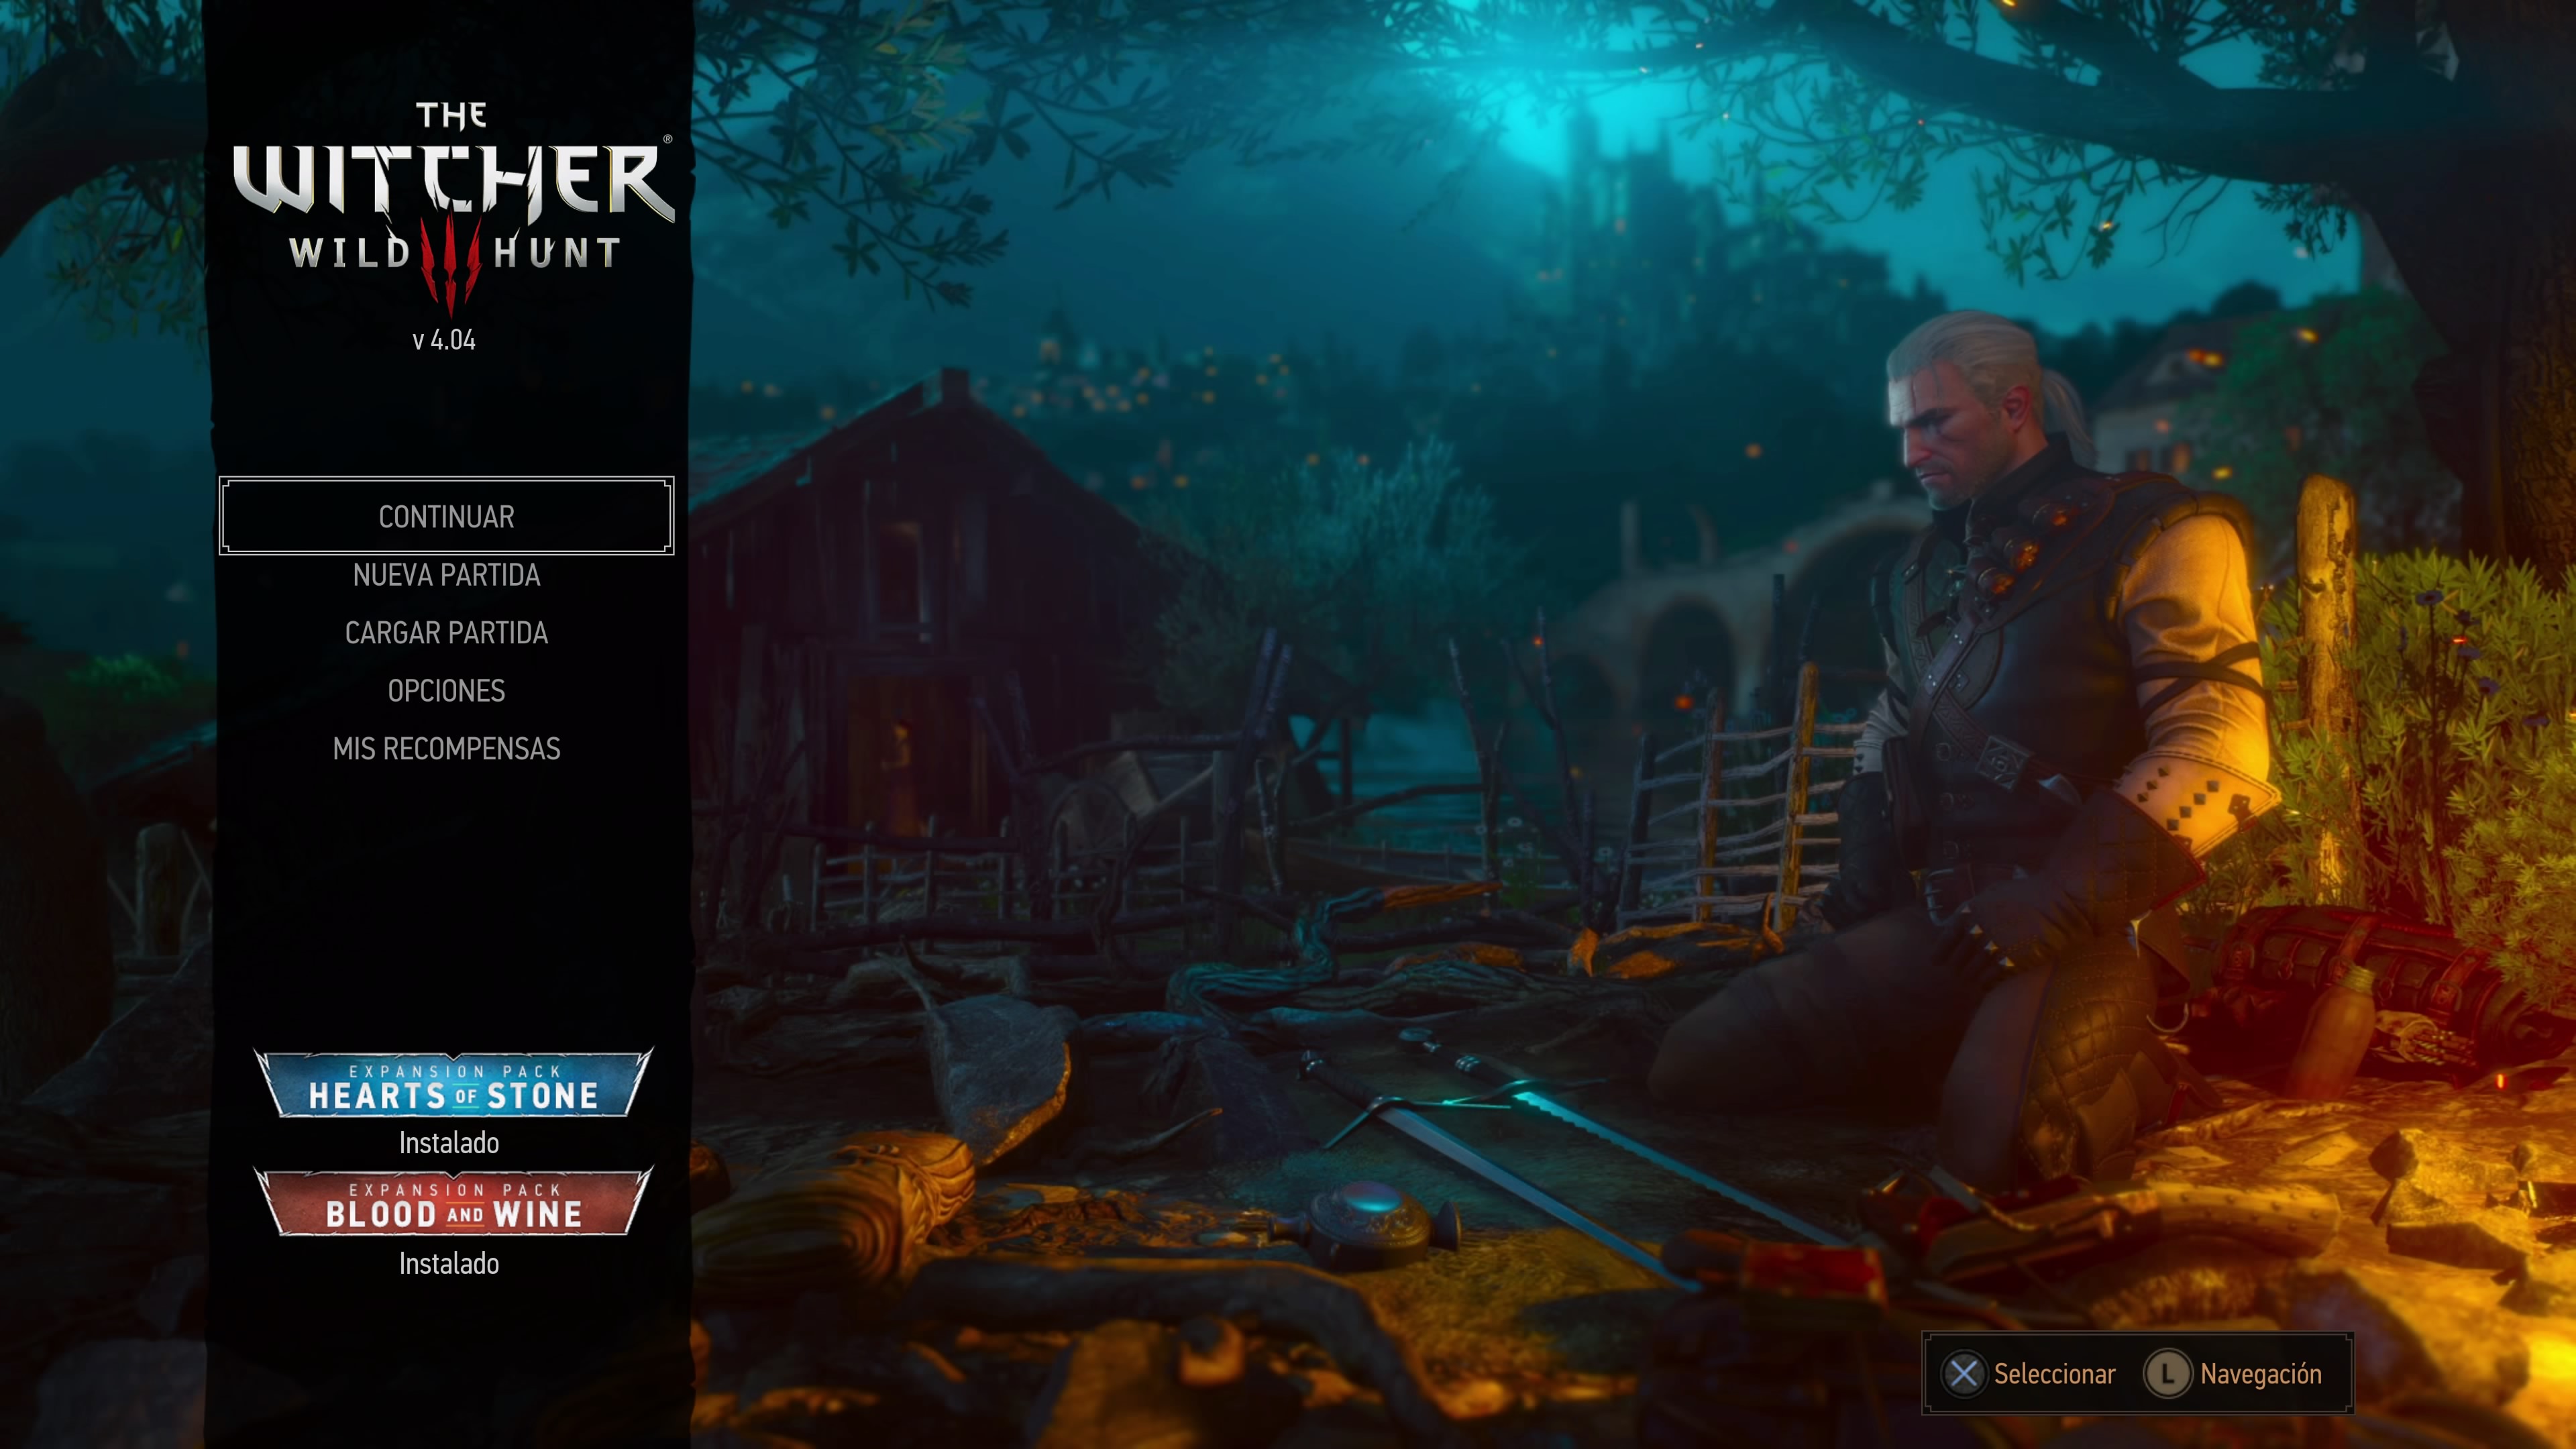 THE
WITCHER®
WILD HUNT
v 4.04
CONTINUAR
NUEVA PARTIDA
CARGAR PARTIDA
OPCIONES
MIS RECOMPENSAS
EXPANSION PACK
HEARTS OF STONE
Instalado
EXPANSION PACK
BLOOD AND WINE
Instalado
Seleccionar L Navegación